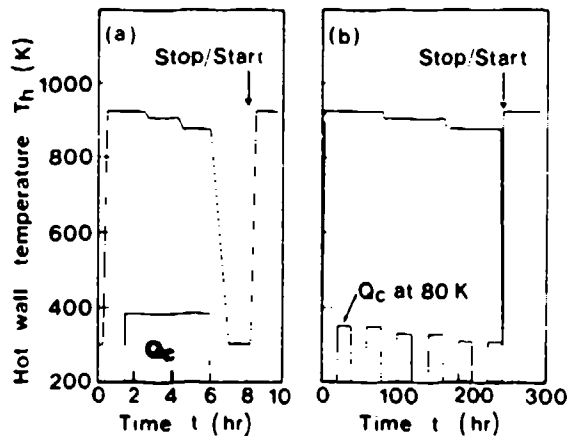 (a)
Stop/Start
(b)
Stop/Start
Hot wall temperature Th (K)
1000
800
600
400
200
Qc
Qc at 80 K
0 2 4 6 8 10
0 100 200 300
Time t (hr)
Time t (hr)